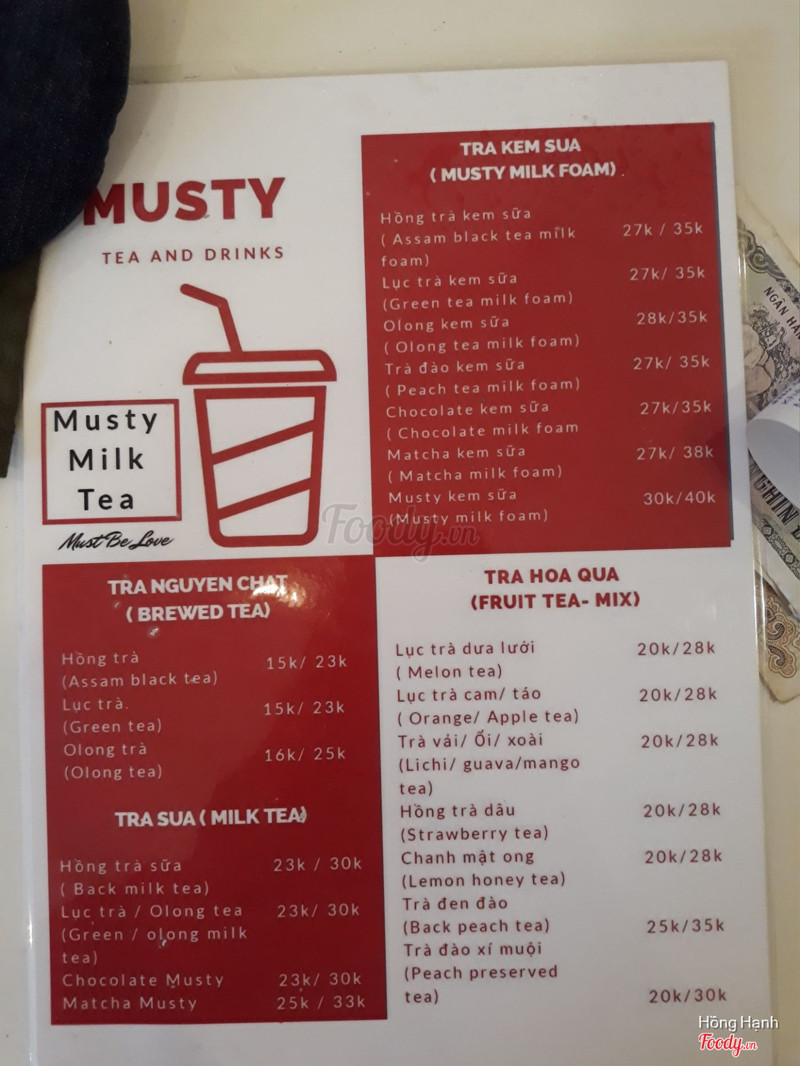 MUSTY
TEA AND DRINKS
Musty
Milk
Tea
Must Be Love
TRA KEM SUA
( MUSTY MILK FOAM)
Hồng trà kem sữa
( Assam black tea milk 27k / 35k
foam)
Lục trà kem sữa 27k/ 35k
(Green tea milk foam)
Olong kem sữa 28k/35k
( Olong tea milk foam)
Trà đào kem sữa 27k/ 35k
( Peach tea milk foam)
Chocolate kem sữa 27k/35k
( Chocolate milk foam
Matcha kem sữa 27k/ 38k
( Matcha milk foam)
Musty kem sữa 30k/40k
(Musty milk foam)
TRA NGUYEN CHAT
( BREWED TEA)
Hồng trà 15k/ 23k
(Assam black tea)
Lục trà. 15k/ 23k
(Green tea)
Olong trà 16k/ 25k
(Olong tea)
TRA SUA ( MILK TEA)
Hồng trà sữa 23k / 30k
( Back milk tea)
Lục trà / Olong tea 23k/ 30k
(Green / olong milk
tea)
Chocolate Musty 23k/ 30k
Matcha Musty 25k / 33k
TRA HOA QUA
(FRUIT TEA- MIX)
Lục trà dưa lưới 20k/28k
( Melon tea)
Lục trà cam/ táo 20k/28k
( Orange/ Apple tea)
Trà vải/ Ổi/ xoài 20k/28k
(Lichi/ guava/mango
tea)
Hồng trà dâu 20k/28k
(Strawberry tea)
Chanh mật ong 20k/28k
(Lemon honey tea)
Trà đen đào
(Back peach tea) 25k/35k
Trà đào xí muội
(Peach preserved
tea) 20k/30k
NGÂN HÀN
Foody.vn
Hồng Hạnh
Foody.vn